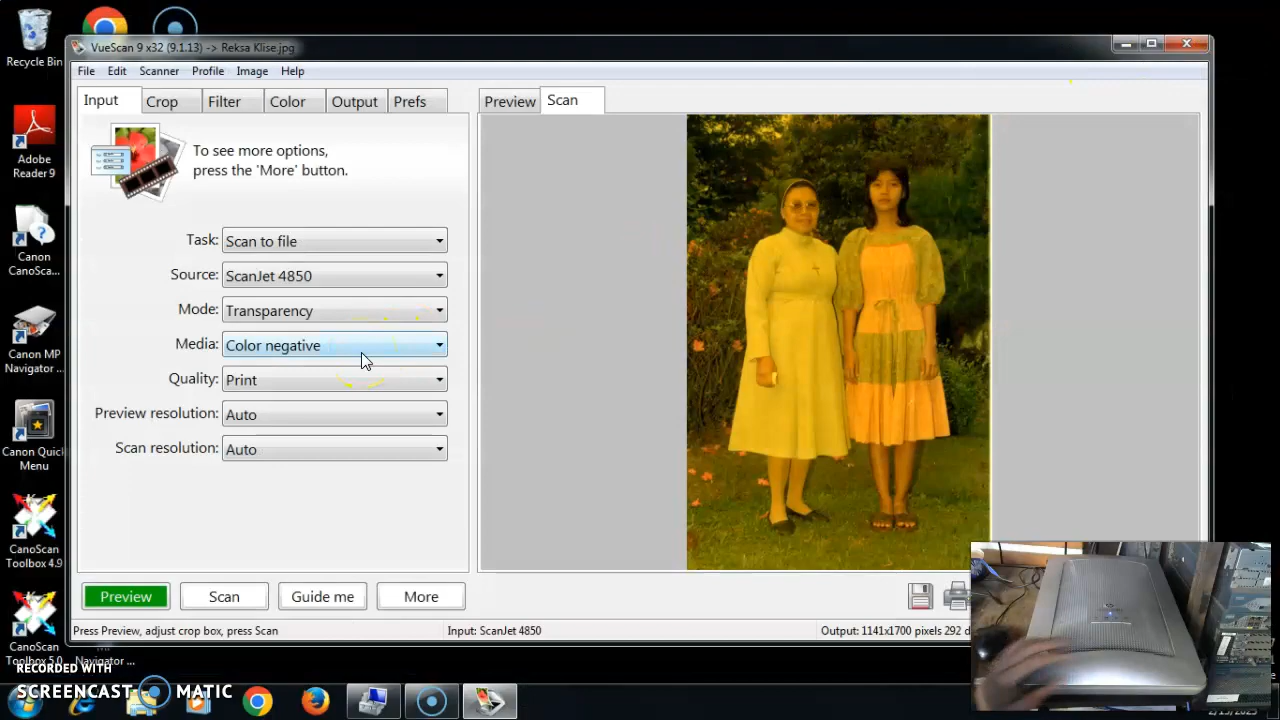 VueScan 9 x32 (9.1.13) -> Reksa Klise.jpg
File Edit Scanner Profile Image Help
Input Crop Filter Color Output Prefs
Preview Scan
To see more options,
press the 'More' button.
Task: Scan to file
Source: ScanJet 4850
Mode: Transparency
Media: Color negative
Quality: Print
Preview resolution: Auto
Scan resolution: Auto
Preview Scan Guide me More
Press Preview, adjust crop box, press Scan Input: ScanJet 4850 Output: 1141x1700 pixels 292 d
Recycle Bin
Adobe
Reader 9
Canon
CanoSca...
Canon MP
Navigator ...
Canon Quick
Menu
CanoScan
Toolbox 4.9
CanoScan
Toolbox 5.0
Navigator ...
RECORDED WITH
SCREENCAST MATIC